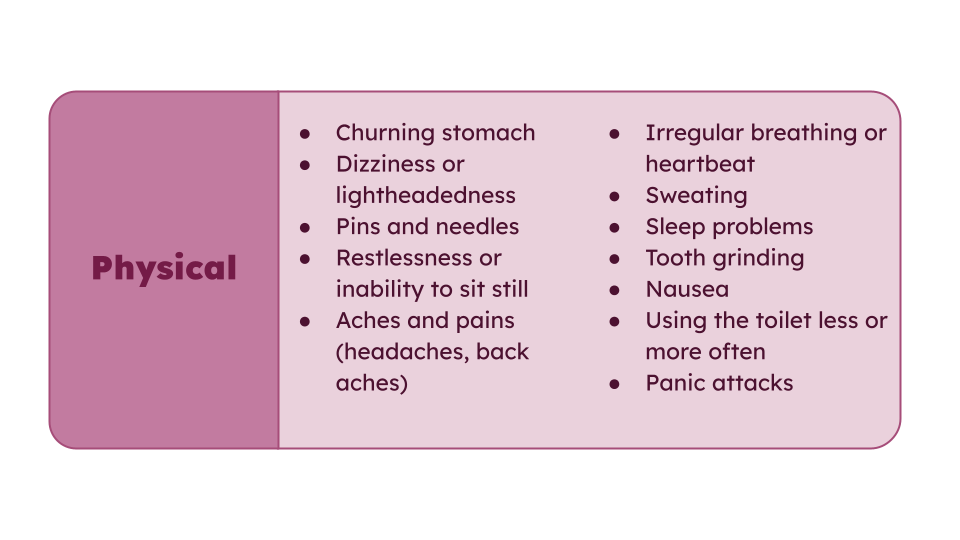 Physical
● Churning stomach
● Dizziness or
lightheadedness
● Pins and needles
● Restlessness or
inability to sit still
● Aches and pains
(headaches, back
aches)
● Irregular breathing or
heartbeat
● Sweating
● Sleep problems
● Tooth grinding
● Nausea
● Using the toilet less or
more often
● Panic attacks